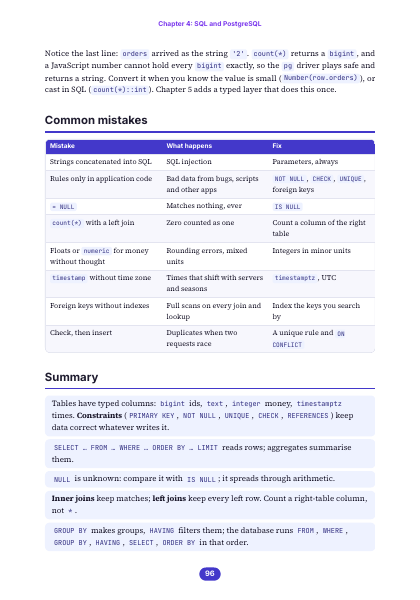 Chapter 4: SQL and PostgreSQL
Notice the last line: orders arrived as the string '2'. count(*) returns a bigint, and
a JavaScript number cannot hold every bigint exactly, so the pg driver plays safe and
returns a string. Convert it when you know the value is small (Number(row.orders)), or
cast in SQL (count(*)::int). Chapter 5 adds a typed layer that does this once.
Common mistakes
Mistake What happens Fix
Strings concatenated into SQL SQL injection Parameters, always
Rules only in application code Bad data from bugs, scripts NOT NULL, CHECK, UNIQUE,
and other apps foreign keys
= NULL Matches nothing, ever IS NULL
count(*) with a left join Zero counted as one Count a column of the right
table
Floats or numeric for money Rounding errors, mixed Integers in minor units
without thought units
timestamp without time zone Times that shift with servers timestamptz, UTC
and seasons
Foreign keys without indexes Full scans on every join and Index the keys you search
lookup by
Check, then insert Duplicates when two A unique rule and ON
requests race CONFLICT
Summary
Tables have typed columns: bigint ids, text, integer money, timestamptz
times. Constraints (PRIMARY KEY, NOT NULL, UNIQUE, CHECK, REFERENCES) keep
data correct whatever writes it.
SELECT … FROM … WHERE … ORDER BY … LIMIT reads rows; aggregates summarise
them.
NULL is unknown: compare it with IS NULL; it spreads through arithmetic.
Inner joins keep matches; left joins keep every left row. Count a right-table column,
not *.
GROUP BY makes groups, HAVING filters them; the database runs FROM, WHERE,
GROUP BY, HAVING, SELECT, ORDER BY in that order.
96